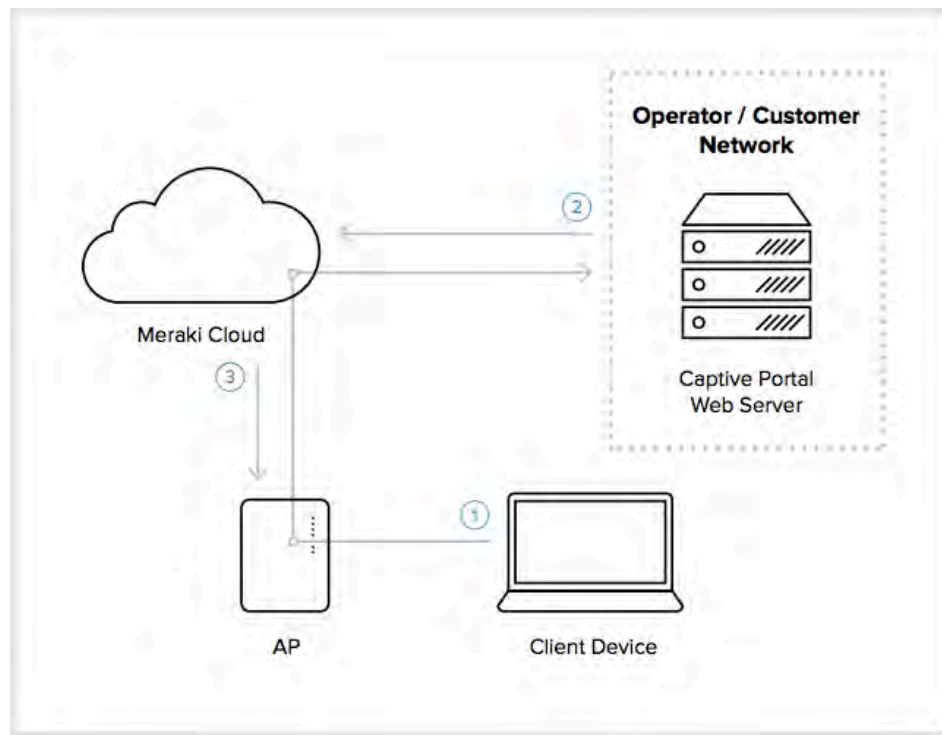 Operator / Customer
Network
2
Meraki Cloud
3
Captive Portal
Web Server
1
AP
Client Device